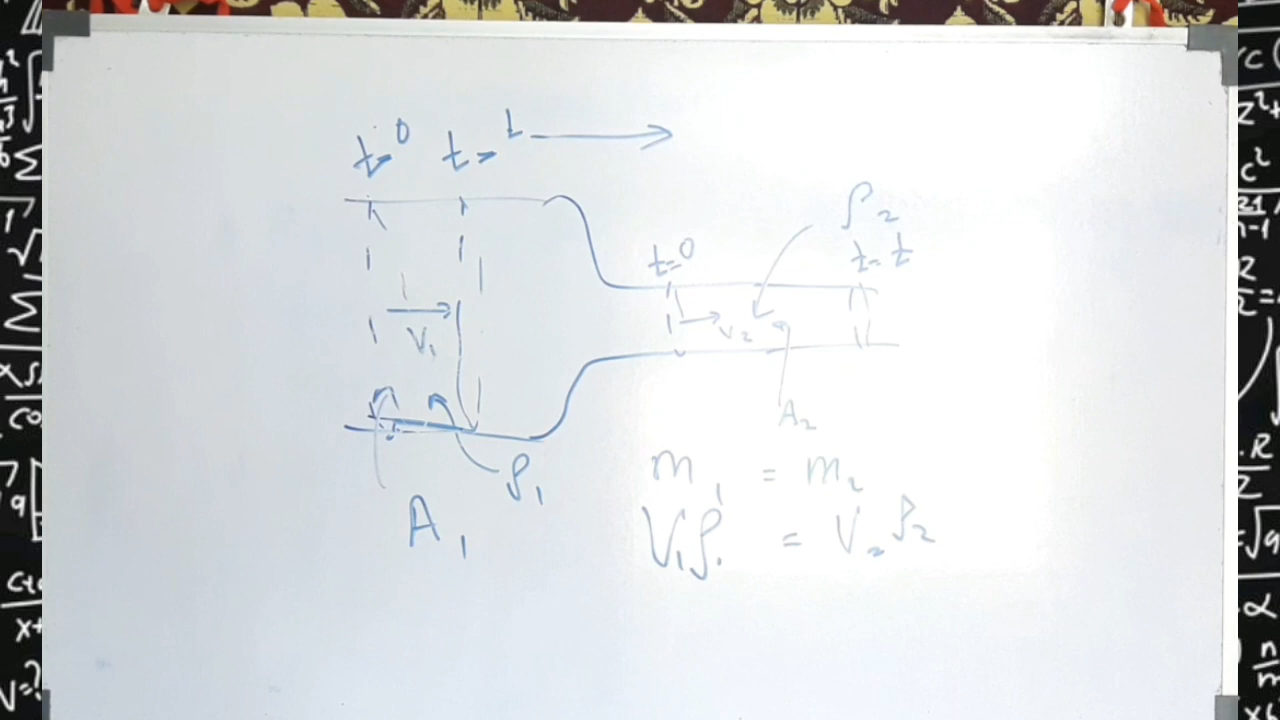 t=0 t=t
ρ₂
t=0 t=t
V₁ V₂
A₂
ρ₁
A₁
m₁ = m₂
V₁ρ₁ = V₂ρ₂